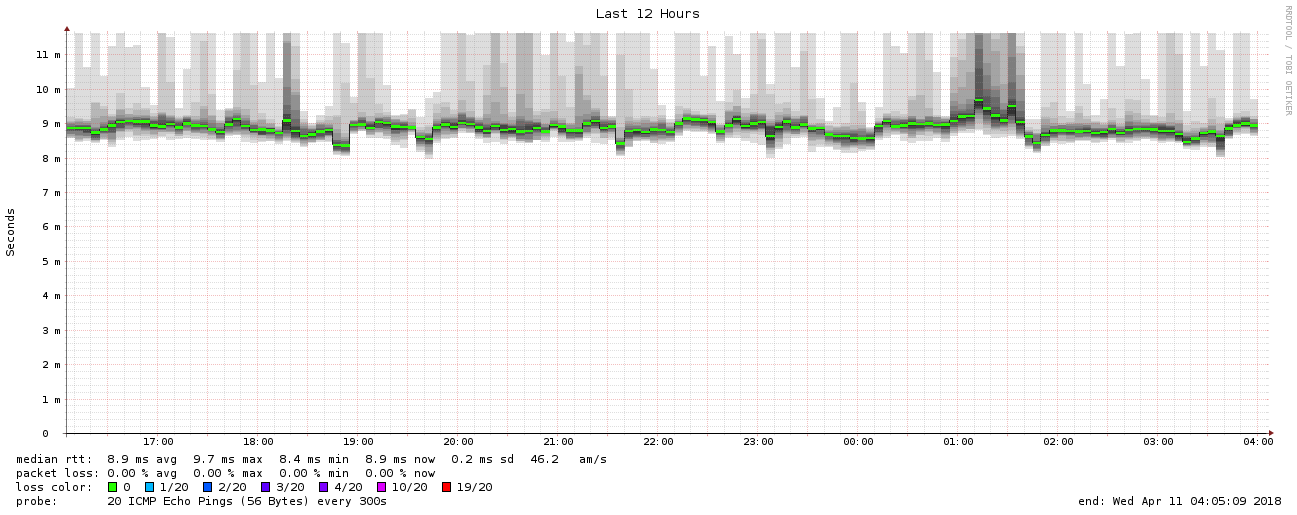 Last 12 Hours
RRDTOOL / TOBI OETIKER
Seconds
11 m
10 m
9 m
8 m
7 m
6 m
5 m
4 m
3 m
2 m
1 m
0
17:00 18:00 19:00 20:00 21:00 22:00 23:00 00:00 01:00 02:00 03:00 04:00
median rtt: 8.9 ms avg 9.7 ms max 8.4 ms min 8.9 ms now 0.2 ms sd 46.2 am/s
packet loss: 0.00 % avg 0.00 % max 0.00 % min 0.00 % now
loss color: 0 1/20 2/20 3/20 4/20 10/20 19/20
probe: 20 ICMP Echo Pings (56 Bytes) every 300s end: Wed Apr 11 04:05:09 2018